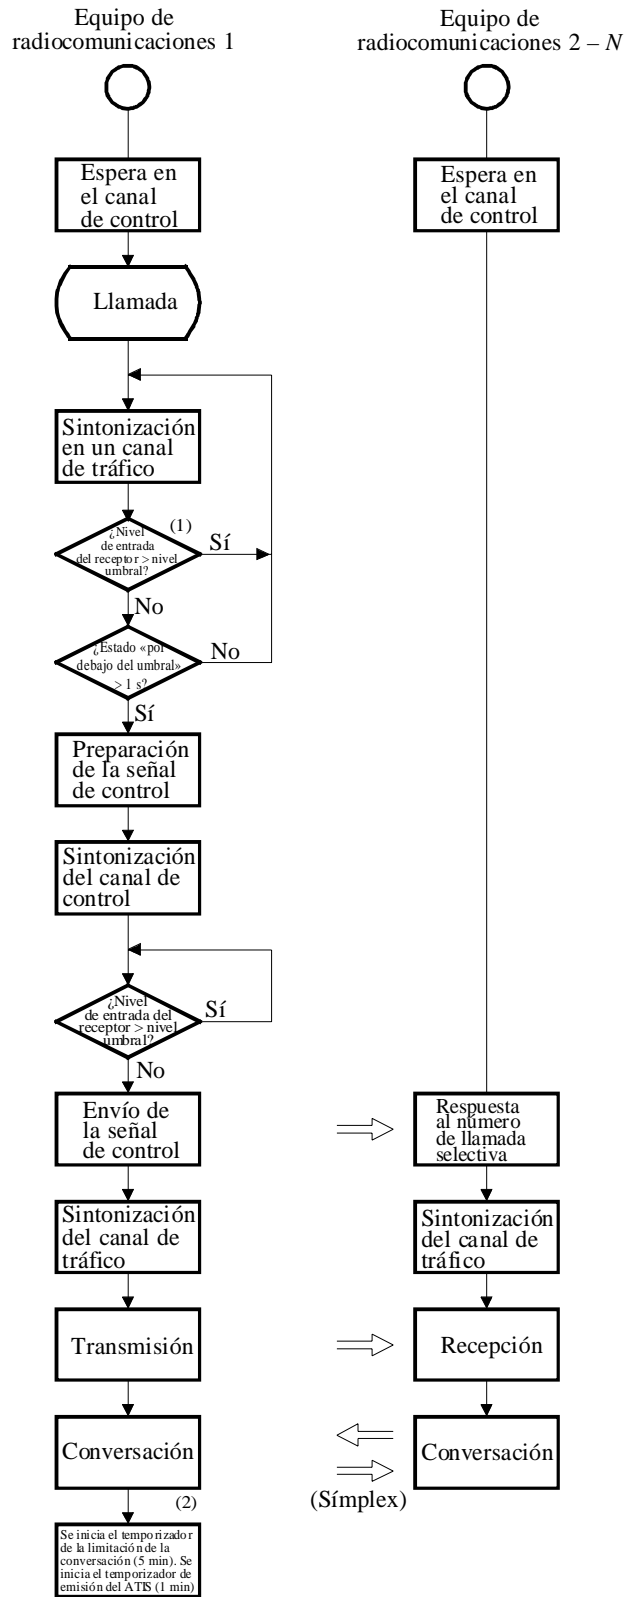 Equipo de
radiocomunicaciones 1
Equipo de
radiocomunicaciones 2 – N
Espera en
el canal
de control
Espera en
el canal
de control
Llamada
Sintonización
en un canal
de tráfico
(1)
¿Nivel
de entrada
del receptor > nivel
umbral?
Sí
No
¿Estado «por
debajo del umbral»
> 1 s?
No
Sí
Preparación
de la señal
de control
Sintonización
del canal de
control
¿Nivel
de entrada del
receptor > nivel
umbral?
Sí
No
Envío de
la señal
de control
Respuesta
al número
de llamada
selectiva
Sintonización
del canal de
tráfico
Sintonización
del canal de
tráfico
Transmisión
Recepción
Conversación
Conversación
(2)
(Símplex)
Se inicia el temporizador
de la limitación de la
conversación (5 min). Se
inicia el temporizador de
emisión del ATIS (1 min)